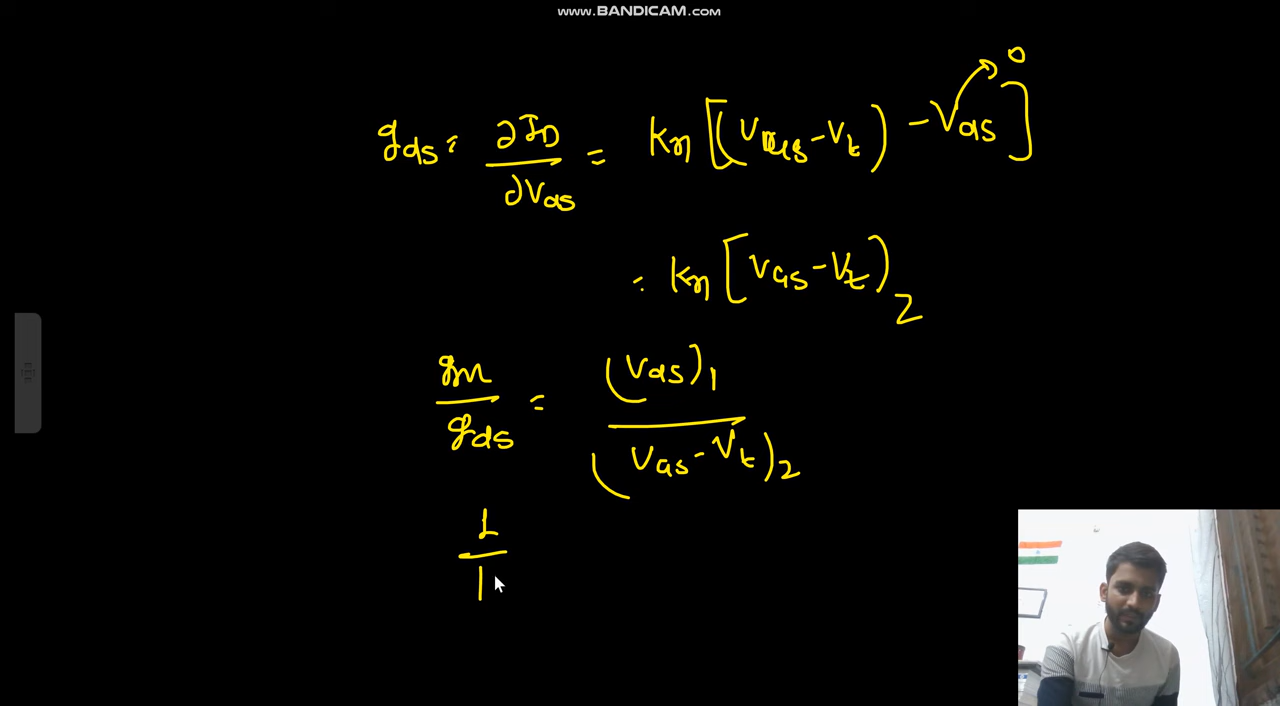 www.BANDICAM.com
gds = ∂ID/∂Vds = Kn[(VGS-Vt) - Vds] → 0
= Kn[VGS-Vt)2
gm/gds = (Vds)1/(VGS-Vt)2
1/1